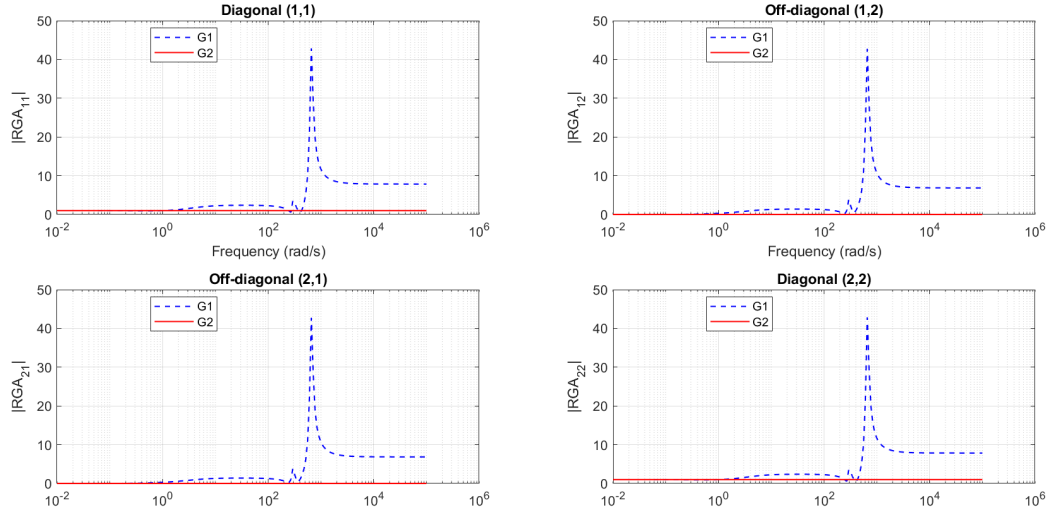 Diagonal (1,1)
50
40
30
20
10
0
|RGA11|
G1
G2
10-2
100
102
104
106
Frequency (rad/s)
Off-diagonal (1,2)
50
40
30
20
10
0
|RGA12|
G1
G2
10-2
100
102
104
106
Frequency (rad/s)
Off-diagonal (2,1)
50
40
30
20
10
0
|RGA21|
G1
G2
10-2
100
102
104
106
Diagonal (2,2)
50
40
30
20
10
0
|RGA22|
G1
G2
10-2
100
102
104
106